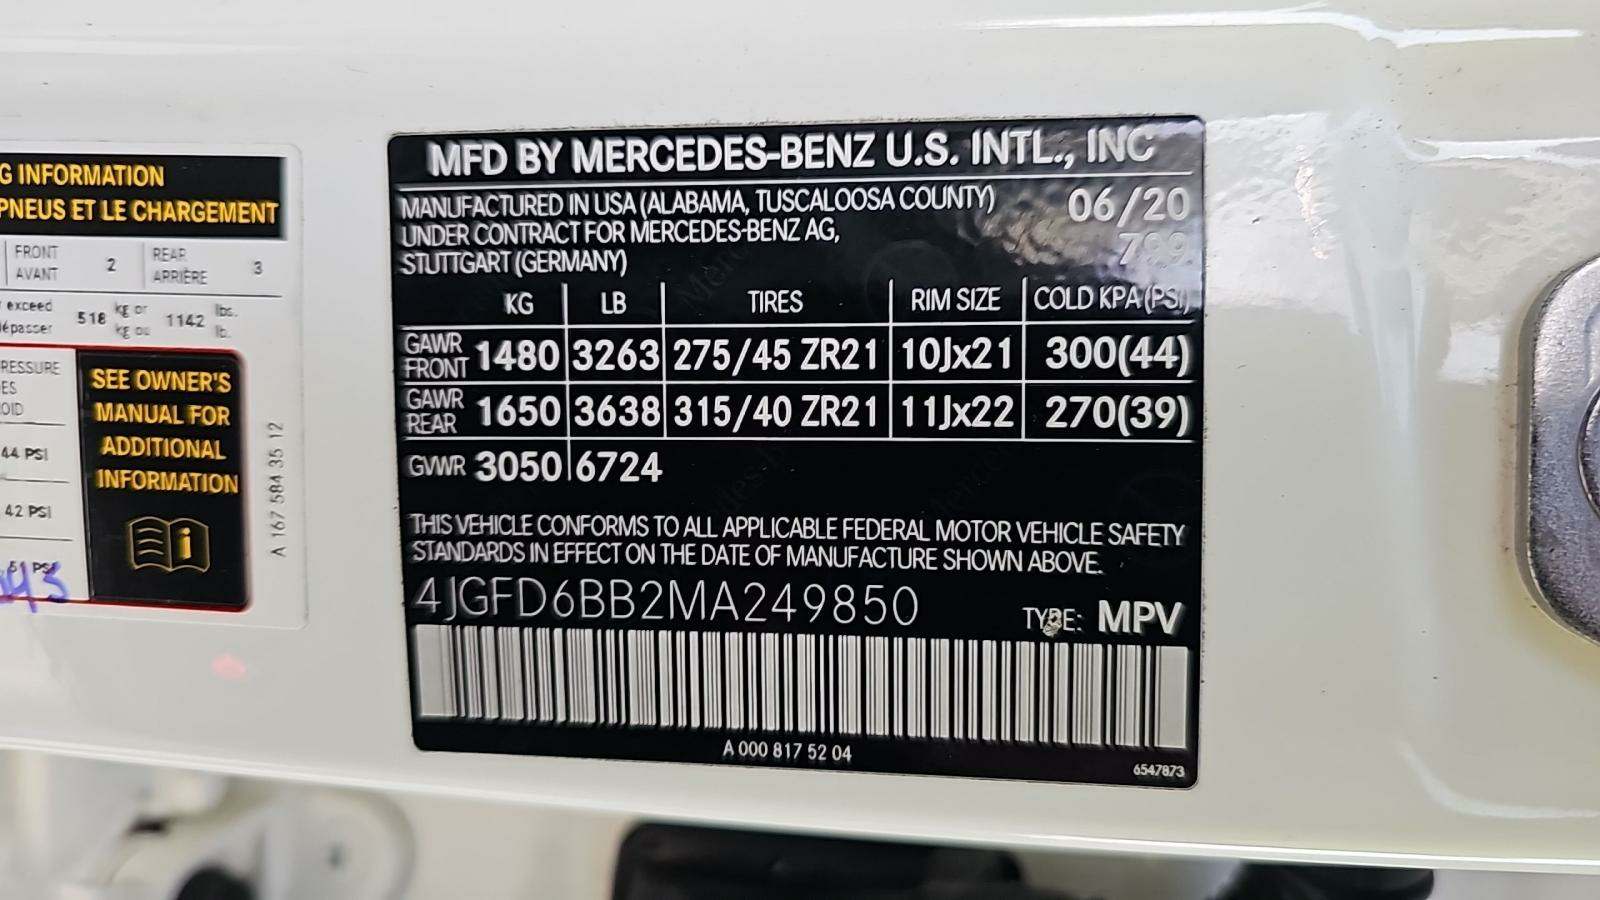 G INFORMATION
PNEUS ET LE CHARGEMENT
FRONT
AVANT
2
REAR
ARRIÈRE
3
exceed
518 kg or 1142 lbs.
épasser
kg ou lb.
RESSURE
ES
OID
44 PSI
42 PSI
51 PSI
SEE OWNER'S
MANUAL FOR
ADDITIONAL
INFORMATION
A 167 584 35 12
MFD BY MERCEDES-BENZ U.S. INTL., INC
MANUFACTURED IN USA (ALABAMA, TUSCALOOSA COUNTY) 06/20
UNDER CONTRACT FOR MERCEDES-BENZ AG, 799
STUTTGART (GERMANY)
KG LB TIRES RIM SIZE COLD KPA (PSI)
GAWR FRONT 1480 3263 275/45 ZR21 10Jx21 300(44)
GAWR REAR 1650 3638 315/40 ZR21 11Jx22 270(39)
GVWR 3050 6724
THIS VEHICLE CONFORMS TO ALL APPLICABLE FEDERAL MOTOR VEHICLE SAFETY
STANDARDS IN EFFECT ON THE DATE OF MANUFACTURE SHOWN ABOVE.
4JGFD6BB2MA249850 TYPE: MPV
A 000 817 52 04
6547873